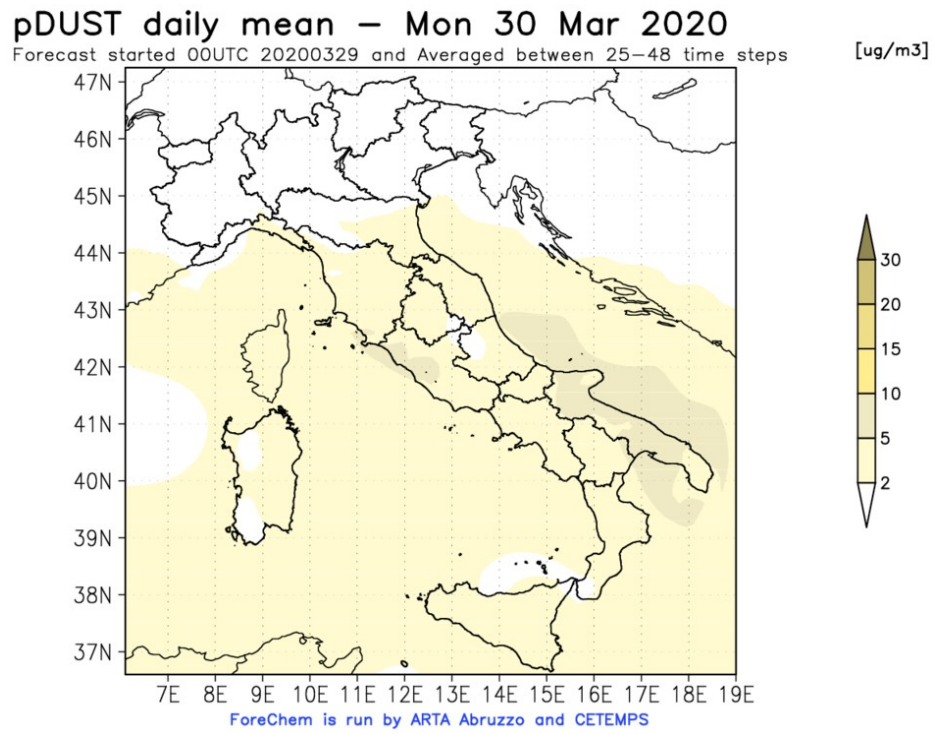 pDUST daily mean – Mon 30 Mar 2020
Forecast started 00UTC 20200329 and Averaged between 25–48 time steps
[ug/m3]
47N
46N
45N
44N
43N
42N
41N
40N
39N
38N
37N
7E 8E 9E 10E 11E 12E 13E 14E 15E 16E 17E 18E 19E
30
20
15
10
5
2
ForeChem is run by ARTA Abruzzo and CETEMPS